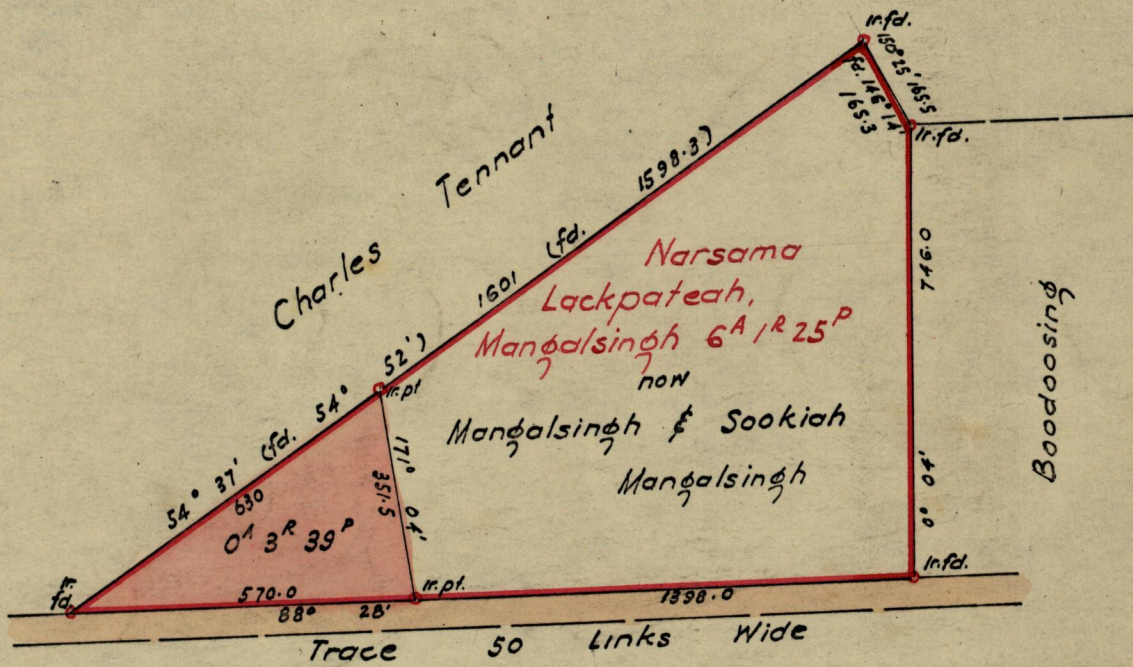 Ir.fd.
150° 25' 165.5
fd. 146° 14'
165.3
Ir.fd.
Charles Tennant
54° 37' (fd. 54° 52')
1601 (fd. 1598.3)
Narsama
Lackpateah,
Mangalsingh 6A 1R 25P
now
Mangalsingh & Sookiah
Mangalsingh
746.0
0° 04'
Boodoosing
Ir.pt
630
171° 04'
351.5
0A 3R 39P
Ir.
fd.
570.0
88° 28'
Ir.pt.
1398.0
Ir.fd.
Trace 50 Links Wide